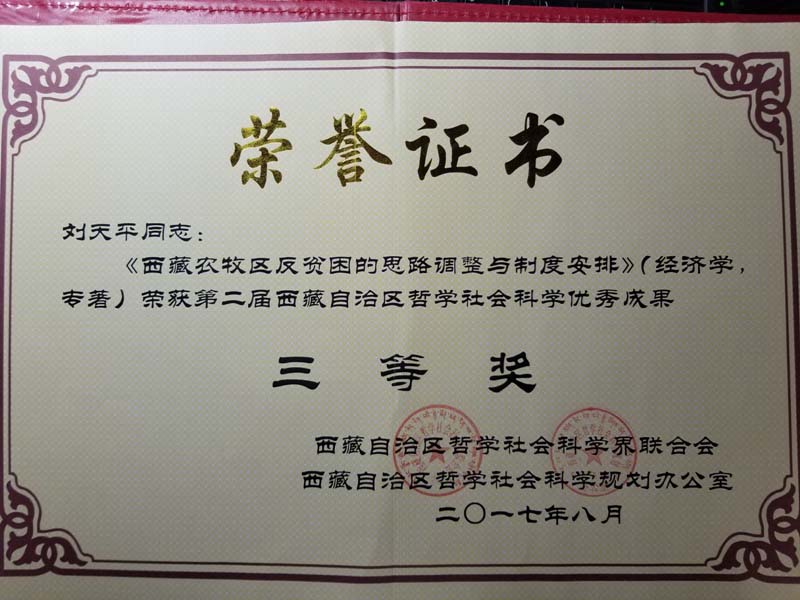 荣誉证书
刘天平同志：
《西藏农牧区反贫困的思路调整与制度安排》（经济学，
专著）荣获第二届西藏自治区哲学社会科学优秀成果
三等奖
西藏自治区哲学社会科学界联合会
西藏自治区哲学社会科学规划办公室
二〇一七年八月